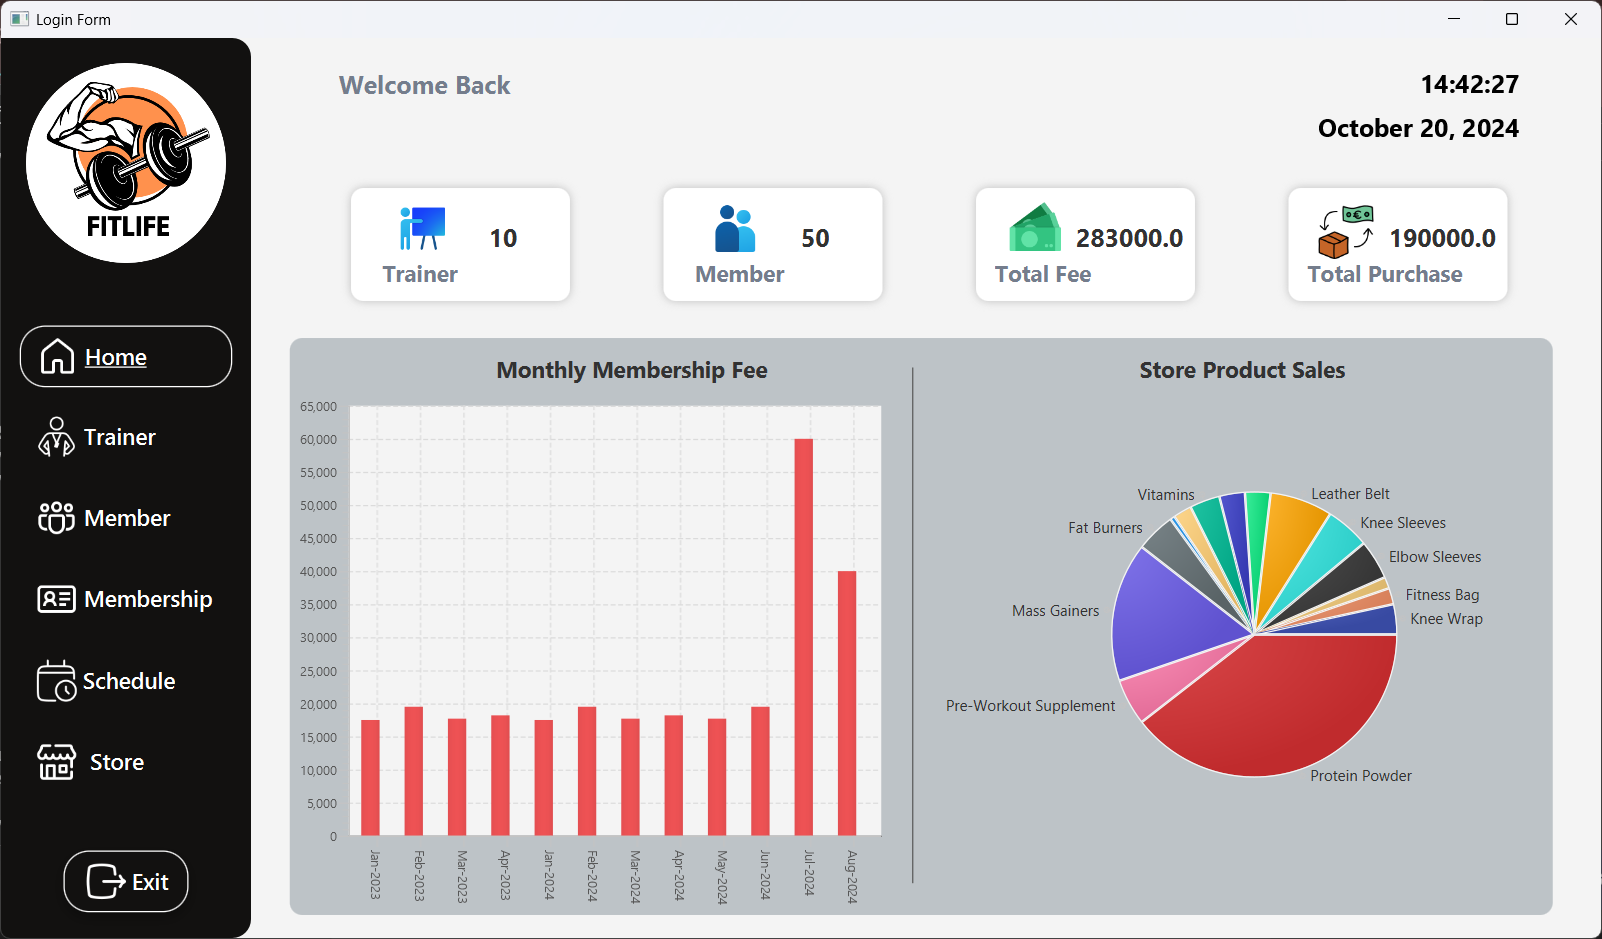 Login Form
FITLIFE
Home
Trainer
Member
Membership
Schedule
Store
Exit
Welcome Back
14:42:27
October 20, 2024
10
Trainer
50
Member
283000.0
Total Fee
190000.0
Total Purchase
Monthly Membership Fee
65,000
60,000
55,000
50,000
45,000
40,000
35,000
30,000
25,000
20,000
15,000
10,000
5,000
0
Jan-2023
Feb-2023
Mar-2023
Apr-2023
Jan-2024
Feb-2024
Mar-2024
Apr-2024
May-2024
Jun-2024
Jul-2024
Aug-2024
Store Product Sales
Vitamins
Leather Belt
Fat Burners
Knee Sleeves
Elbow Sleeves
Fitness Bag
Mass Gainers
Knee Wrap
Pre-Workout Supplement
Protein Powder